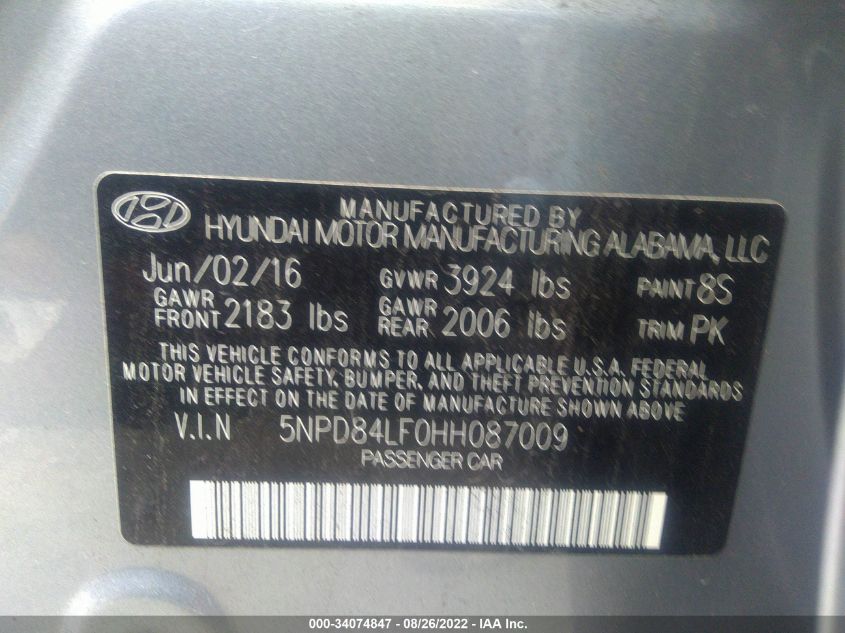 MANUFACTURED BY
HYUNDAI MOTOR MANUFACTURING ALABAMA, LLC
Jun/02/16 GVWR 3924 lbs PAINT 8S
GAWR FRONT 2183 lbs GAWR REAR 2006 lbs TRIM PK
THIS VEHICLE CONFORMS TO ALL APPLICABLE U.S.A. FEDERAL
MOTOR VEHICLE SAFETY, BUMPER, AND THEFT PREVENTION STANDARDS
IN EFFECT ON THE DATE OF MANUFACTURE SHOWN ABOVE
V.I.N 5NPD84LF0HH087009
PASSENGER CAR
000-34074847 - 08/26/2022 - IAA Inc.